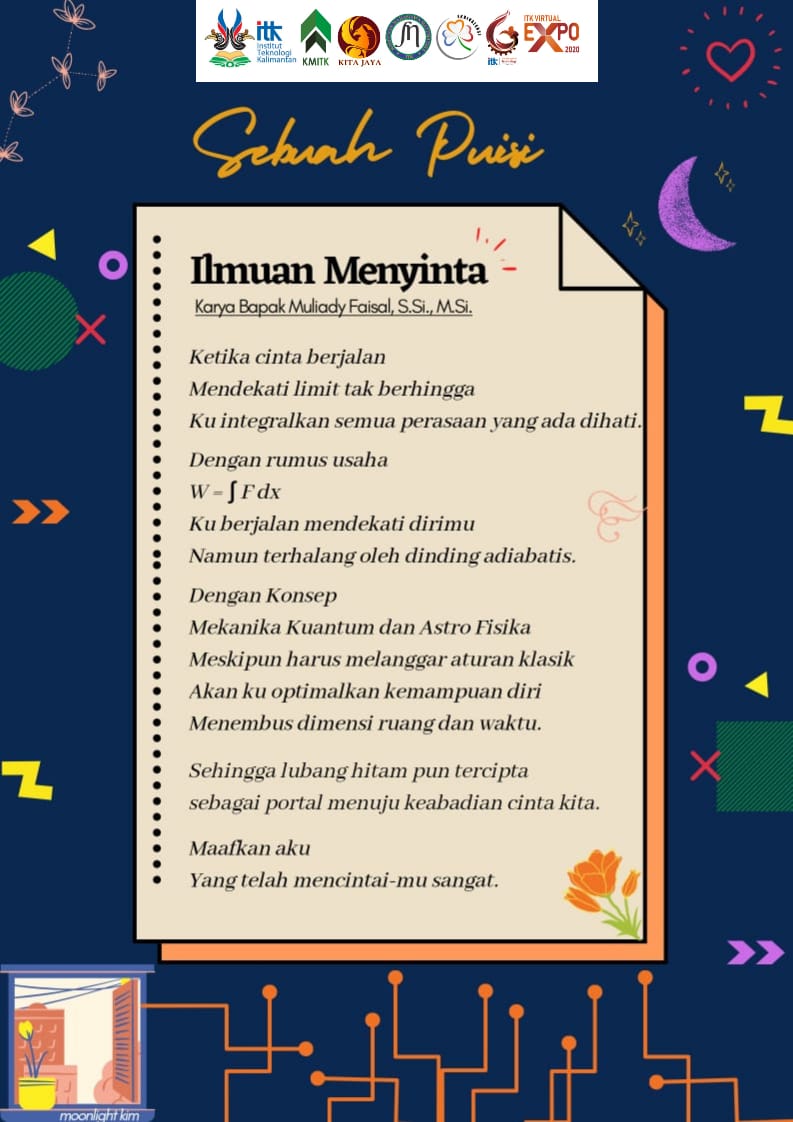 itk
Institut
Teknologi
Kalimantan
KMITK
KITA JAYA
itk
ITK VIRTUAL
EXPO
2020
Sebuah Puisi
Ilmuan Menyinta
Karya Bapak Muliady Faisal, S.Si., M.Si.
Ketika cinta berjalan
Mendekati limit tak berhingga
Ku integralkan semua perasaan yang ada dihati.
Dengan rumus usaha
W = ∫ F dx
Ku berjalan mendekati dirimu
Namun terhalang oleh dinding adiabatis.
Dengan Konsep
Mekanika Kuantum dan Astro Fisika
Meskipun harus melanggar aturan klasik
Akan ku optimalkan kemampuan diri
Menembus dimensi ruang dan waktu.
Sehingga lubang hitam pun tercipta
sebagai portal menuju keabadian cinta kita.
Maafkan aku
Yang telah mencintai-mu sangat.
moonlight kim